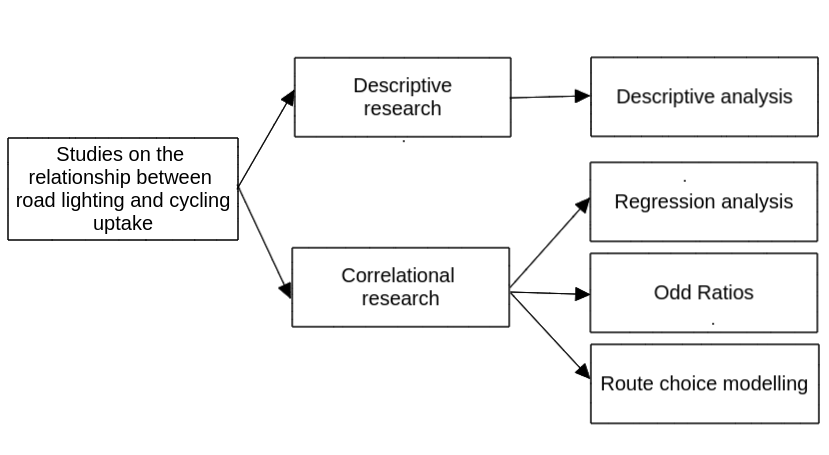 Studies on the
relationship between
road lighting and cycling
uptake
Descriptive
research
Descriptive analysis
Correlational
research
Regression analysis
Odd Ratios
Route choice modelling